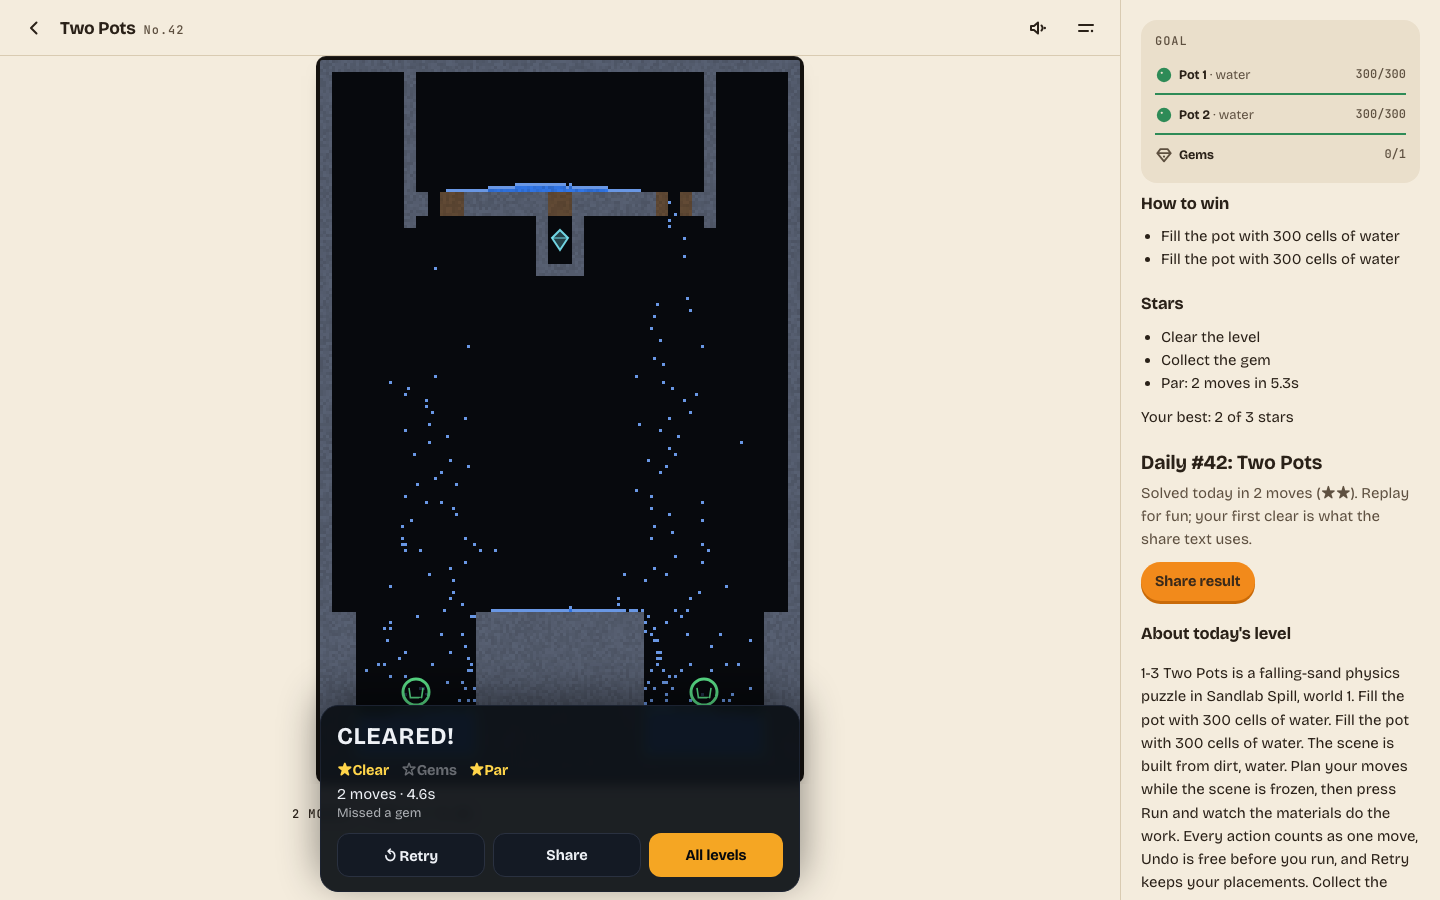 Two Pots No.42
GOAL
Pot 1 · water 300/300
Pot 2 · water 300/300
Gems 0/1
How to win
• Fill the pot with 300 cells of water
• Fill the pot with 300 cells of water
Stars
• Clear the level
• Collect the gem
• Par: 2 moves in 5.3s
Your best: 2 of 3 stars
Daily #42: Two Pots
Solved today in 2 moves (★★). Replay
for fun; your first clear is what the
share text uses.
Share result
About today's level
1-3 Two Pots is a falling-sand physics
puzzle in Sandlab Spill, world 1. Fill the
pot with 300 cells of water. Fill the pot
with 300 cells of water. The scene is
built from dirt, water. Plan your moves
while the scene is frozen, then press
Run and watch the materials do the
work. Every action counts as one move,
Undo is free before you run, and Retry
keeps your placements. Collect the
CLEARED!
★Clear ☆Gems ★Par
2 moves · 4.6s
Missed a gem
2
Retry Share All levels